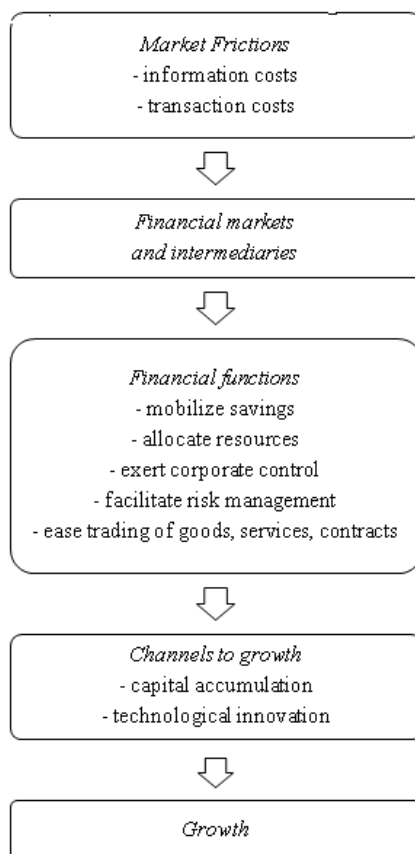 Market Frictions
- information costs
- transaction costs
Financial markets
and intermediaries
Financial functions
- mobilize savings
- allocate resources
- exert corporate control
- facilitate risk management
- ease trading of goods, services, contracts
Channels to growth
- capital accumulation
- technological innovation
Growth